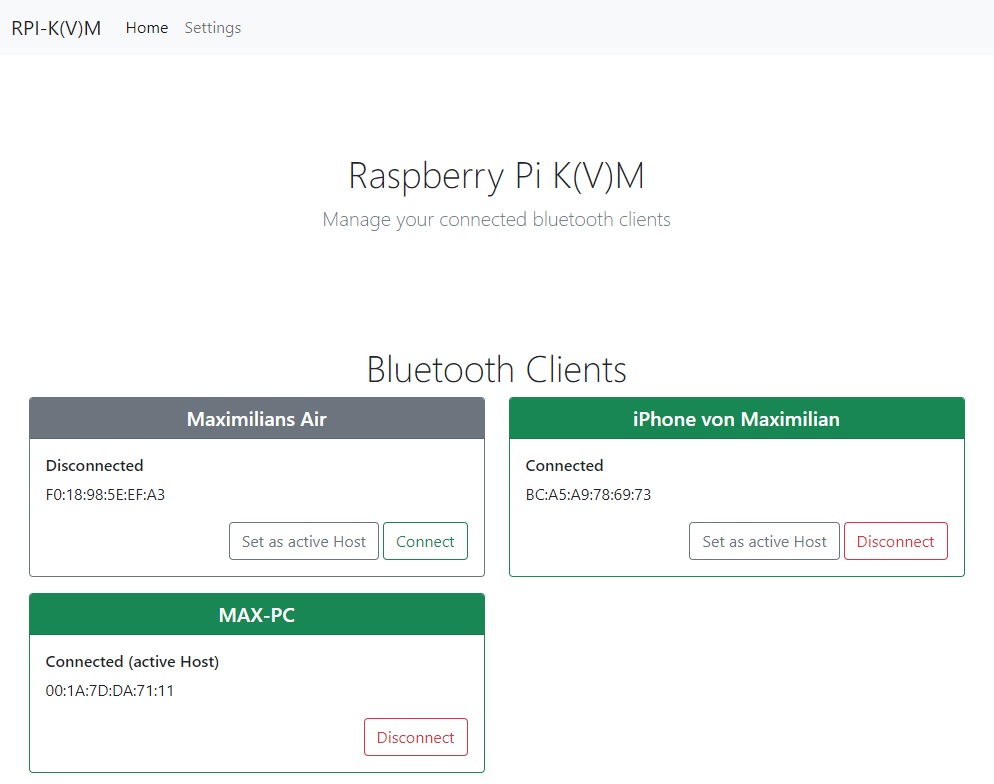 RPI-K(V)M Home Settings
Raspberry Pi K(V)M
Manage your connected bluetooth clients
Bluetooth Clients
Maximilians Air
Disconnected
F0:18:98:5E:EF:A3
Set as active Host Connect
iPhone von Maximilian
Connected
BC:A5:A9:78:69:73
Set as active Host Disconnect
MAX-PC
Connected (active Host)
00:1A:7D:DA:71:11
Disconnect